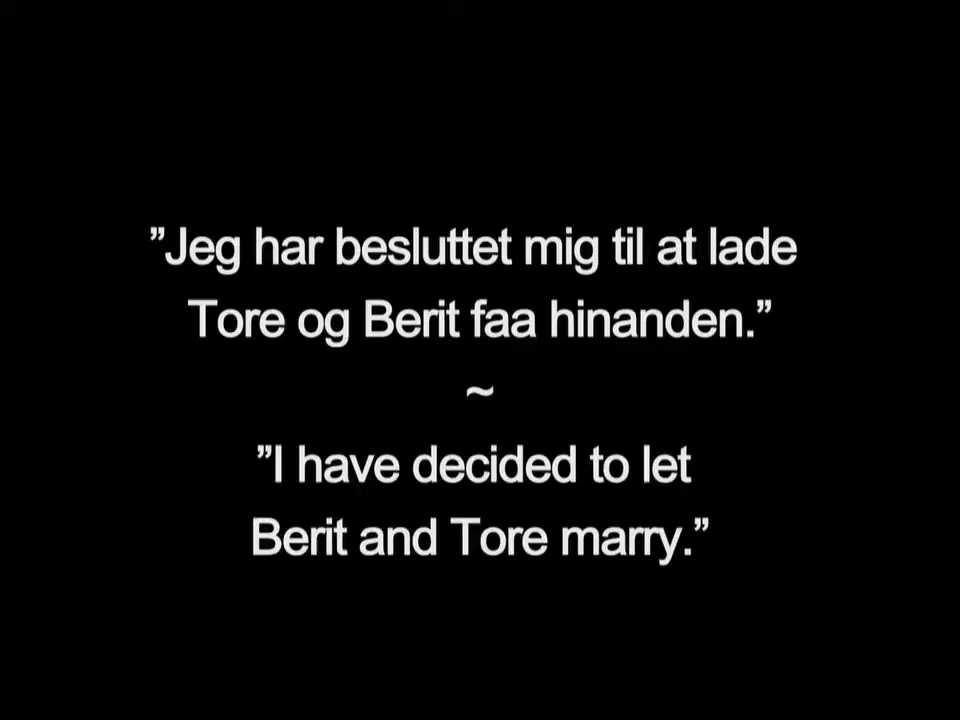 ”Jeg har besluttet mig til at lade
Tore og Berit faa hinanden.”
~
”I have decided to let
Berit and Tore marry.”